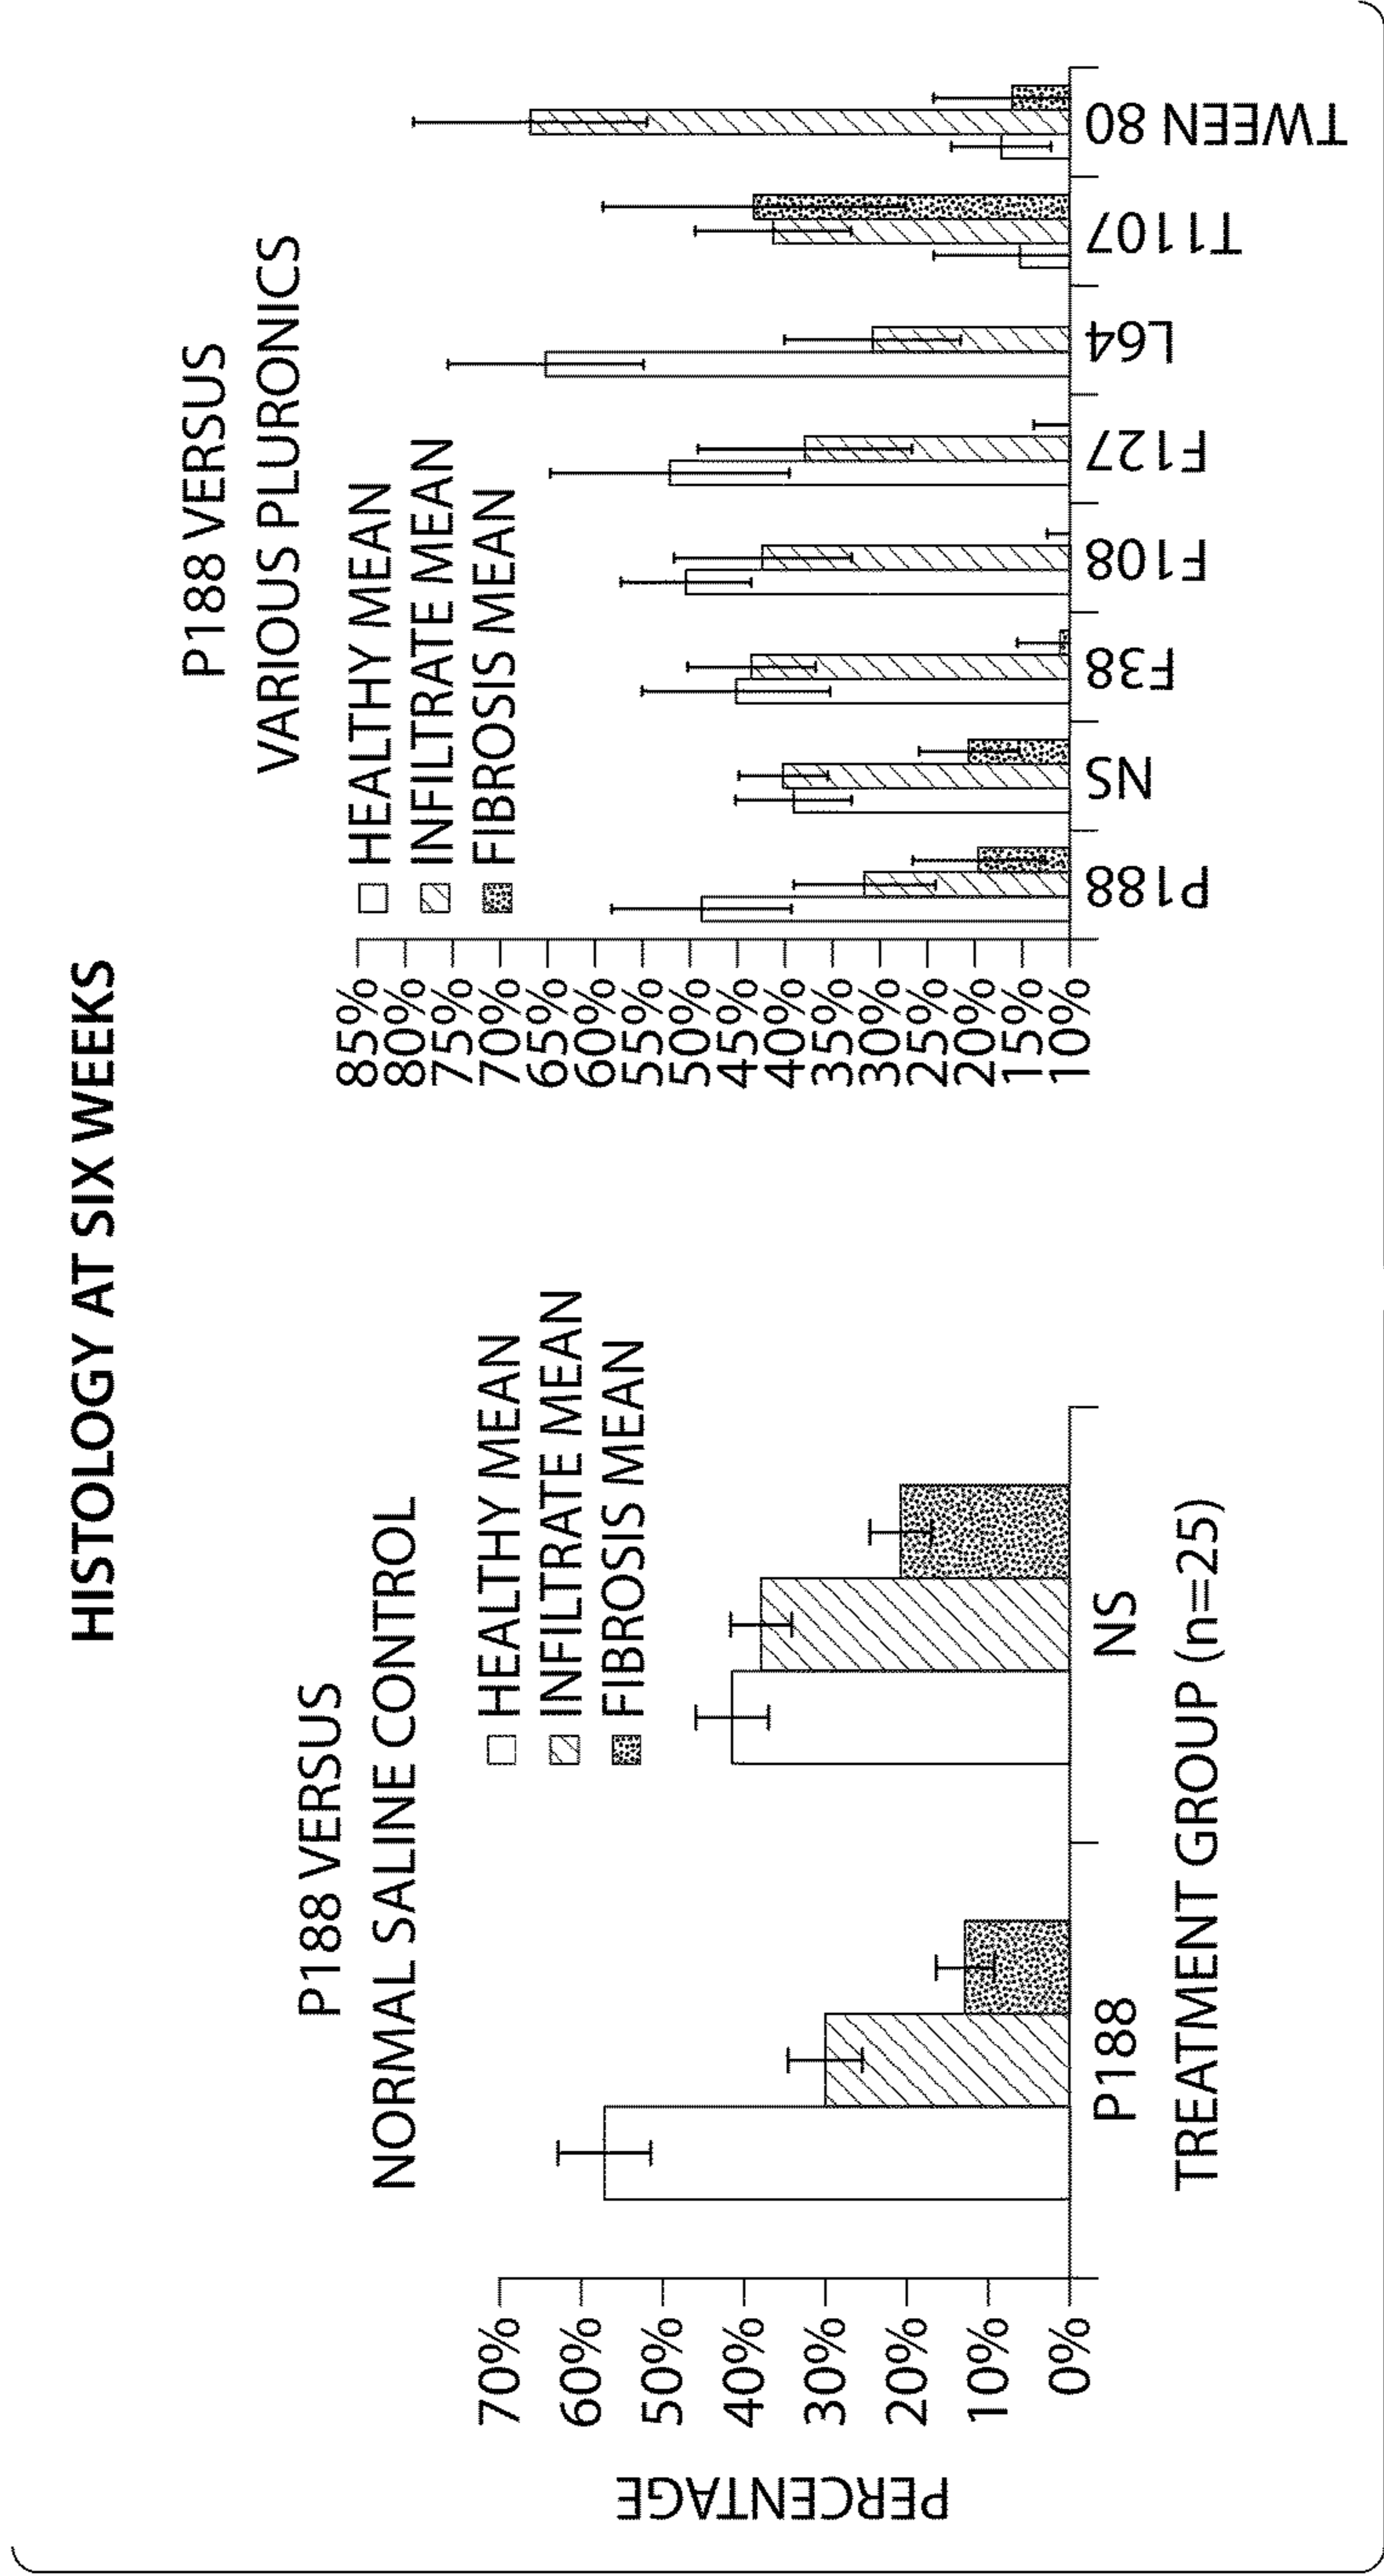 HISTOLOGY AT SIX WEEKS
P188 VERSUS
NORMAL SALINE CONTROL
HEALTHY MEAN
INFILTRATE MEAN
FIBROSIS MEAN
PERCENTAGE
70%
60%
50%
40%
30%
20%
10%
0%
P188
NS
TREATMENT GROUP (n=25)
P188 VERSUS
VARIOUS PLURONICS
HEALTHY MEAN
INFILTRATE MEAN
FIBROSIS MEAN
85%
80%
75%
70%
65%
60%
55%
50%
45%
40%
35%
30%
25%
20%
15%
10%
P188
NS
F38
F108
F127
L64
T1107
TWEEN 80